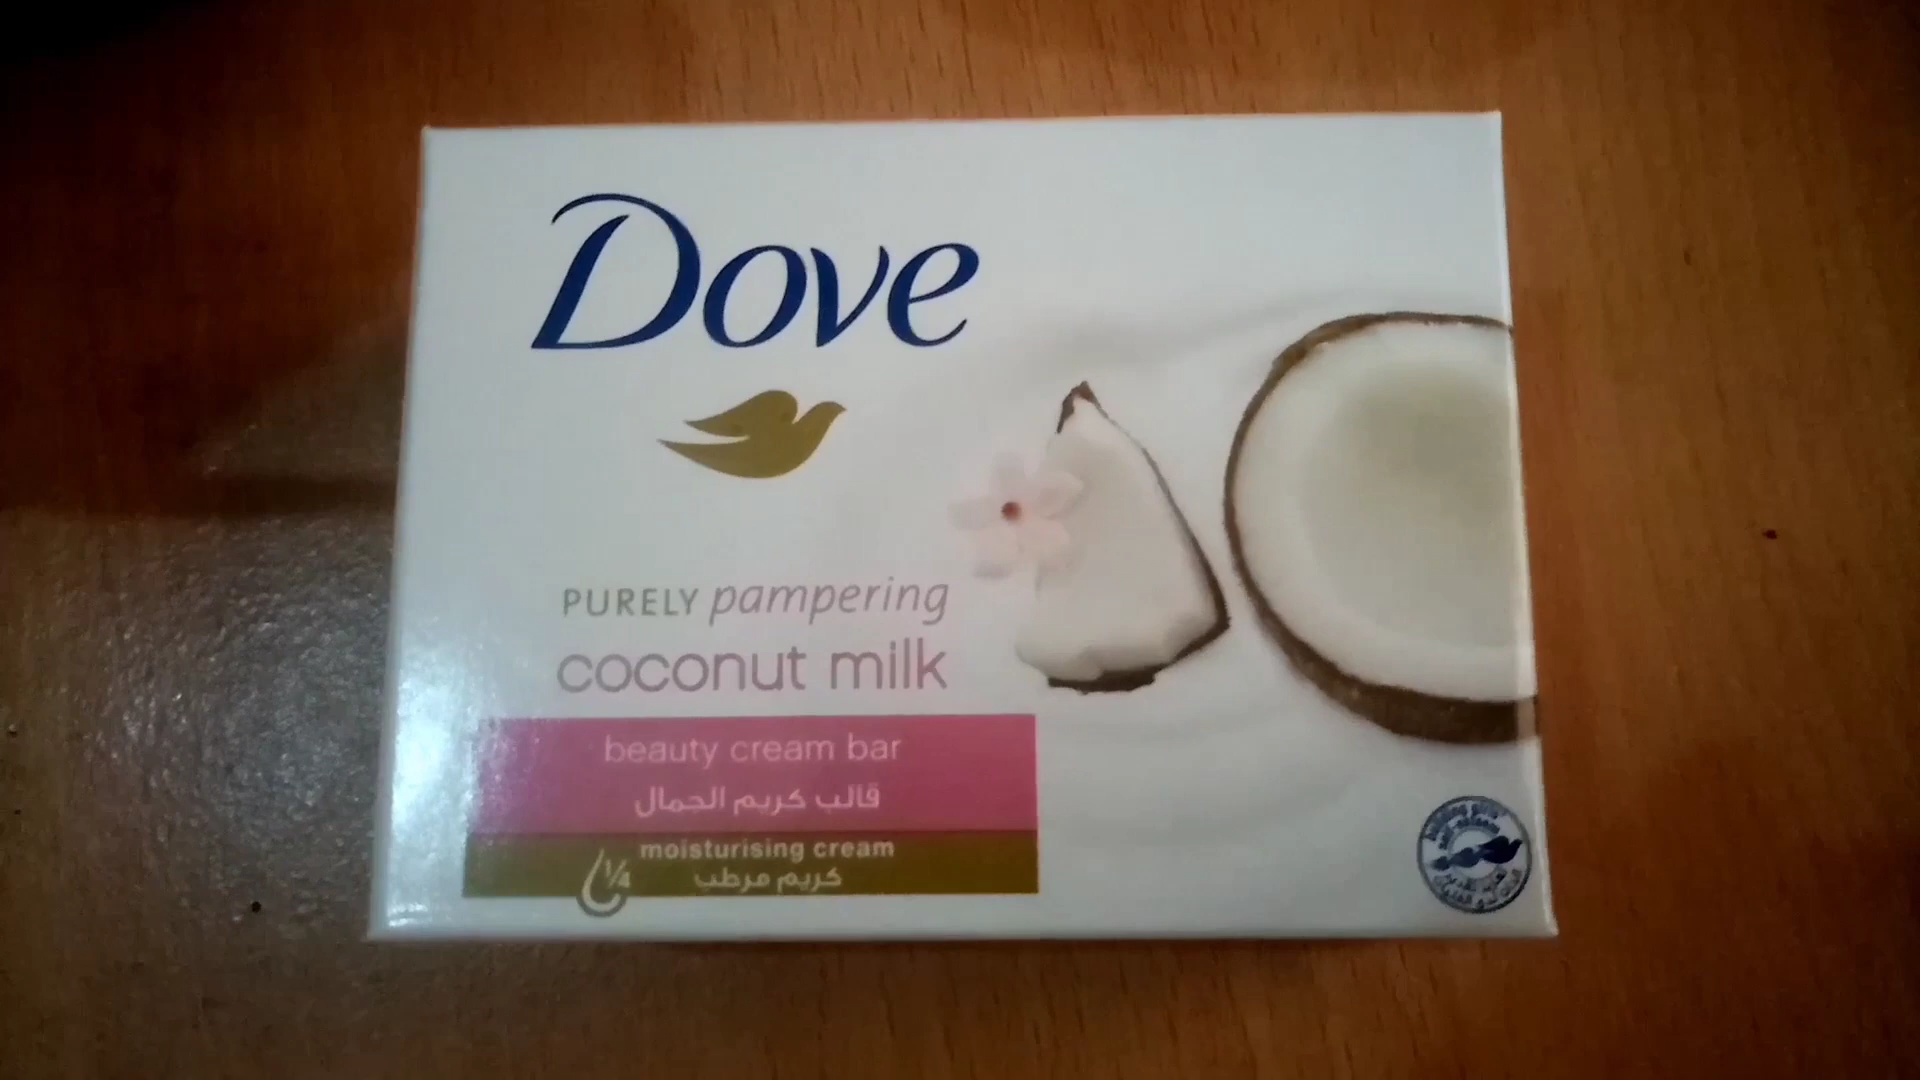 Dove
PURELY pampering
coconut milk
beauty cream bar
قالب كريم الجمال
1/4
moisturising cream
كريم مرطب